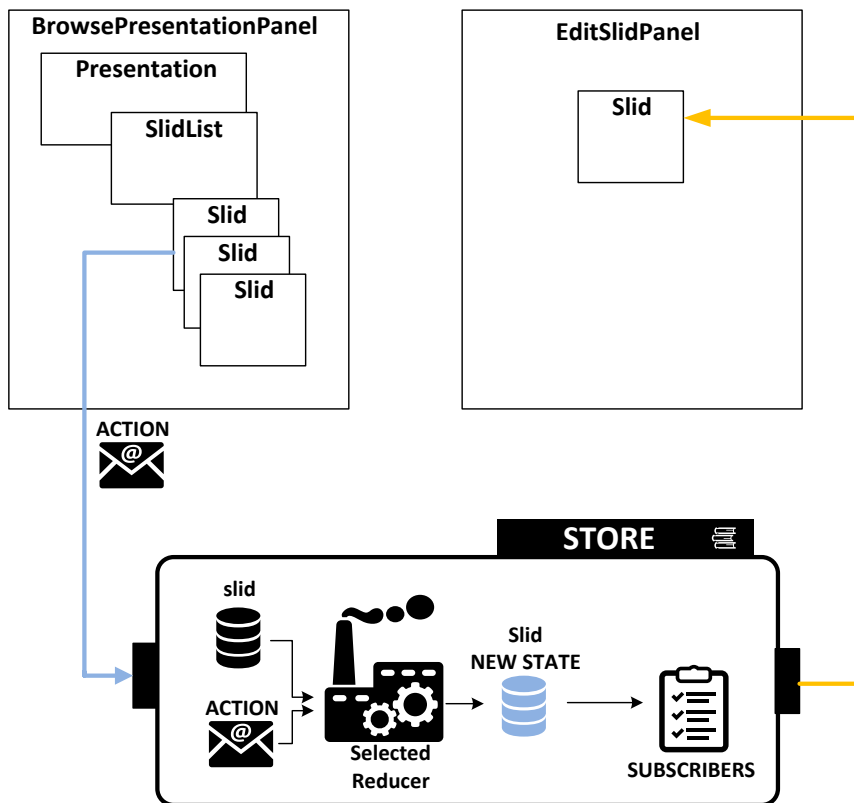 BrowsePresentationPanel
Presentation
SlidList
Slid
Slid
Slid
EditSlidPanel
Slid
ACTION
@
STORE
slid
ACTION
@
Selected
Reducer
Slid
NEW STATE
SUBSCRIBERS